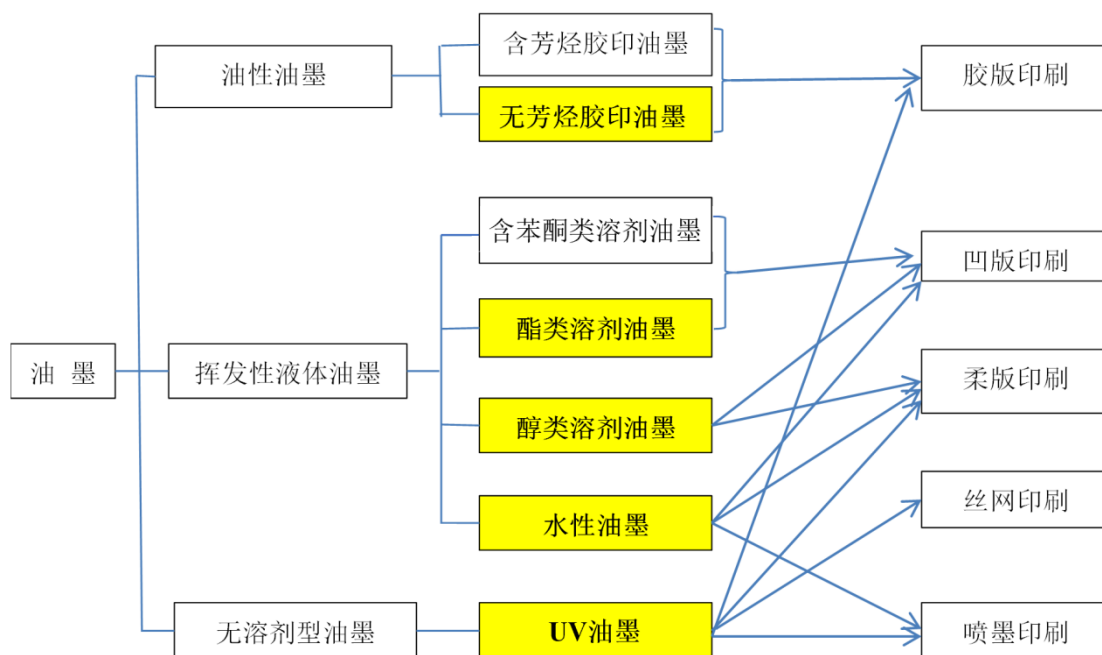 油 墨
油性油墨
挥发性液体油墨
无溶剂型油墨
含芳烃胶印油墨
无芳烃胶印油墨
含苯酮类溶剂油墨
酯类溶剂油墨
醇类溶剂油墨
水性油墨
UV油墨
胶版印刷
凹版印刷
柔版印刷
丝网印刷
喷墨印刷